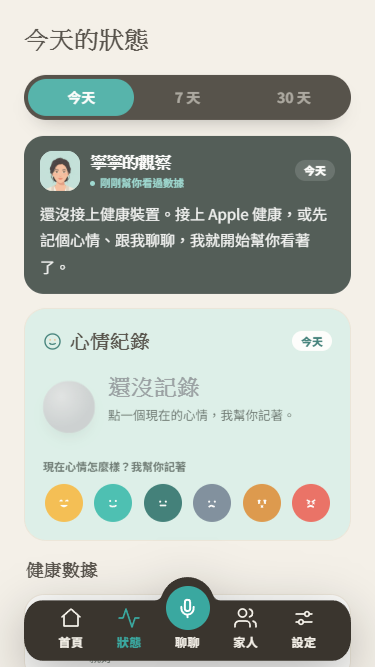 今天的狀態
今天
7 天
30 天
寧寧的觀察
剛剛幫你看過數據
今天
還沒接上健康裝置。接上 Apple 健康，或先
記個心情、跟我聊聊，我就開始幫你看著
了。
心情紀錄
今天
還沒記錄
點一個現在的心情，我幫你記著。
現在心情怎麼樣？我幫你記著
健康數據
首頁
狀態
聊聊
家人
設定